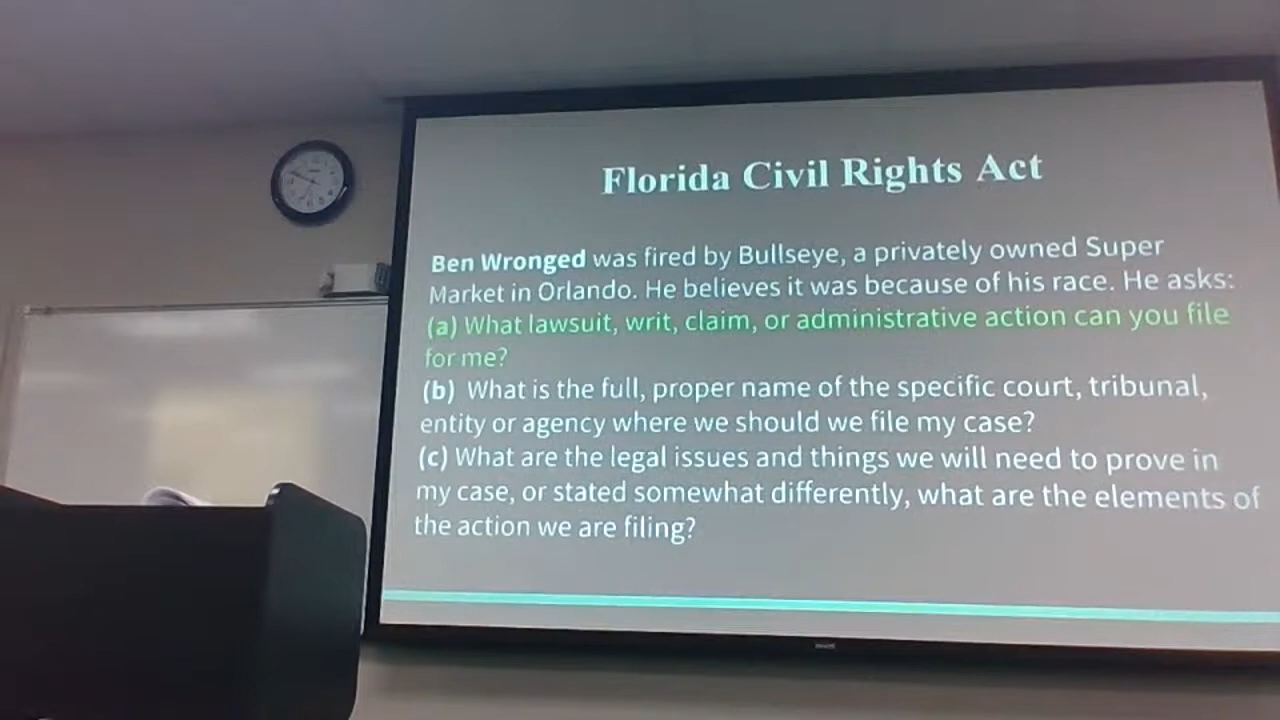 Florida Civil Rights Act
Ben Wronged was fired by Bullseye, a privately owned Super
Market in Orlando. He believes it was because of his race. He asks:
(a) What lawsuit, writ, claim, or administrative action can you file
for me?
(b) What is the full, proper name of the specific court, tribunal,
entity or agency where we should we file my case?
(c) What are the legal issues and things we will need to prove in
my case, or stated somewhat differently, what are the elements of
the action we are filing?